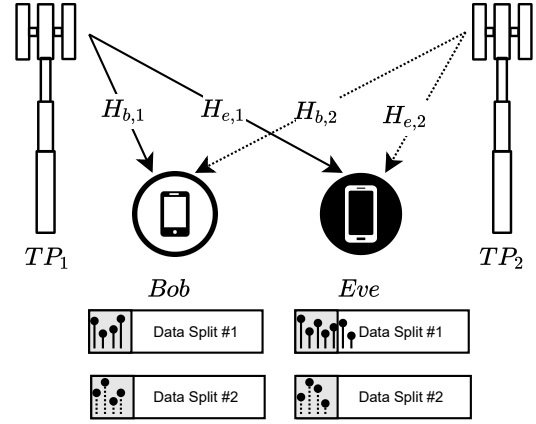 H_{b,1} H_{e,1} H_{b,2} H_{e,2}
TP_1 TP_2
Bob Eve
Data Split #1 Data Split #1
Data Split #2 Data Split #2